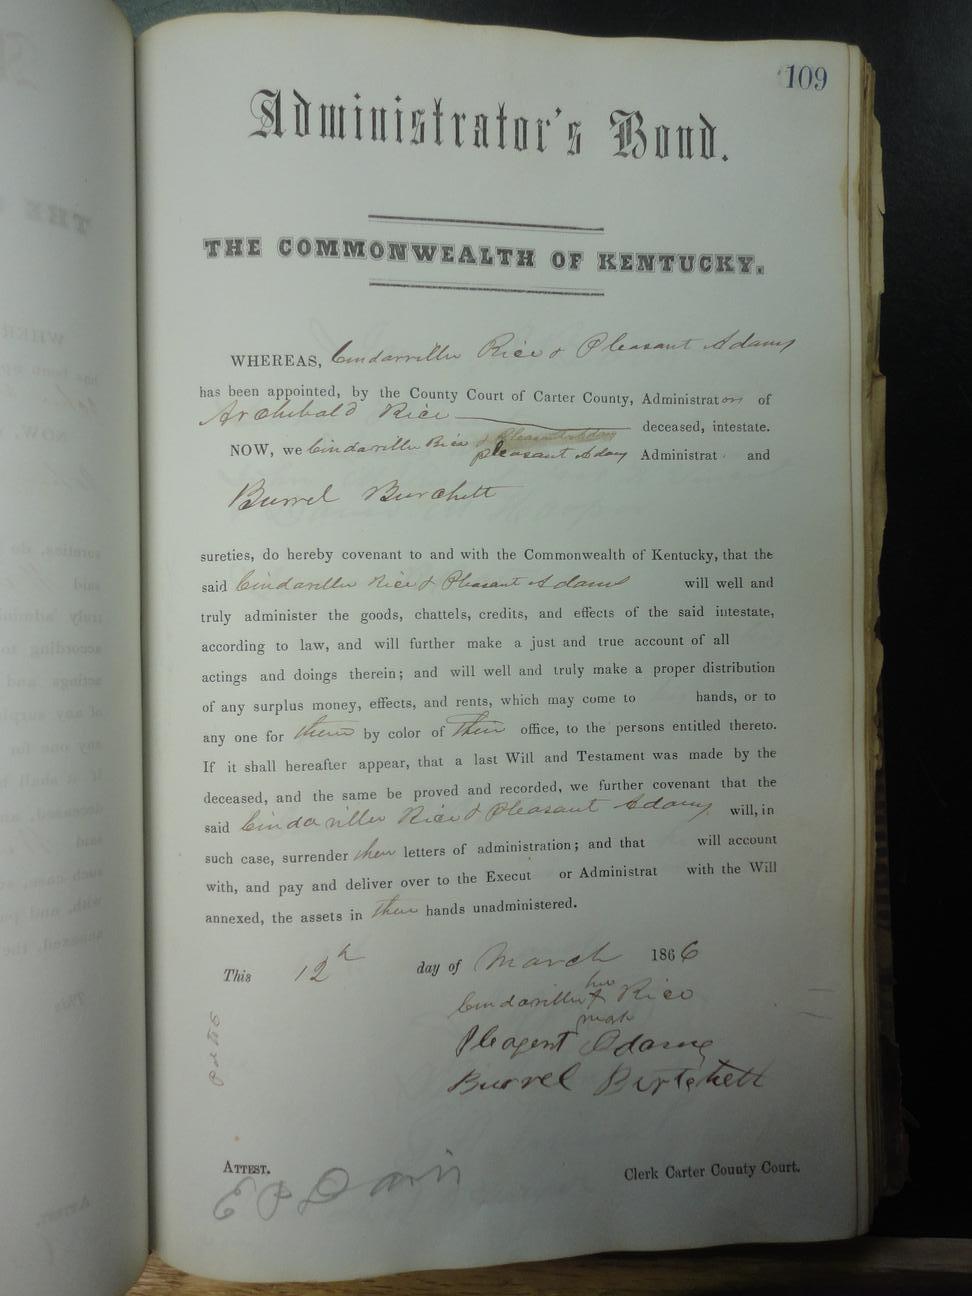 109
Administrator's Bond.
THE COMMONWEALTH OF KENTUCKY.
WHEREAS, Cindarilla Rice & Pleasant Adams
has been appointed, by the County Court of Carter County, Administrators of
Archibald Rice deceased, intestate.
NOW, we Cindarilla Rice & Pleasant Adams
pleasant Adams Administrat and
Burrel Burchett
sureties, do hereby covenant to and with the Commonwealth of Kentucky, that the
said Cindarilla Rice & Pleasant Adams will well and
truly administer the goods, chattels, credits, and effects of the said intestate,
according to law, and will further make a just and true account of all
actings and doings therein; and will well and truly make a proper distribution
of any surplus money, effects, and rents, which may come to hands, or to
any one for them by color of their office, to the persons entitled thereto.
If it shall hereafter appear, that a last Will and Testament was made by the
deceased, and the same be proved and recorded, we further covenant that the
said Cindarilla Rice & Pleasant Adams will, in
such case, surrender their letters of administration; and that will account
with, and pay and deliver over to the Execut or Administrat with the Will
annexed, the assets in their hands unadministered.
This 12h day of March 1866
her
Cindarilla X Rice
mark
Pleagent Adams
Burrel Burtchett
ATTEST.
Clerk Carter County Court.